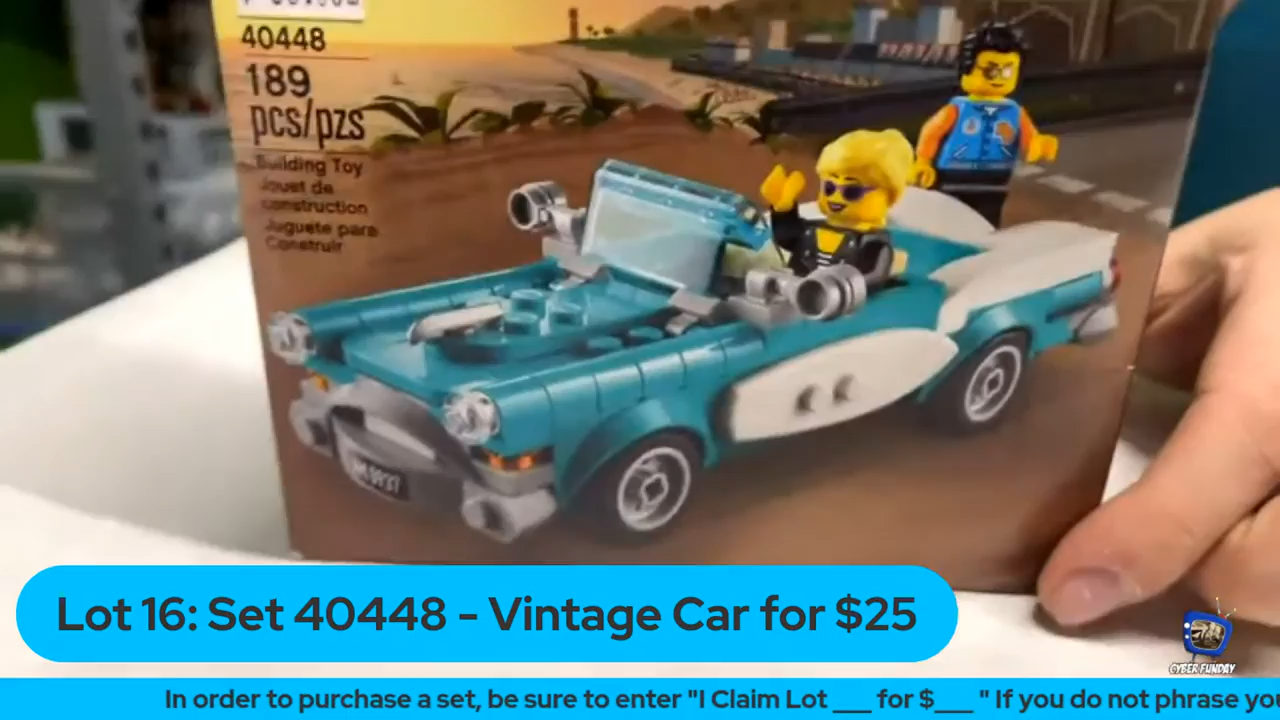 40448
189
pcs/pzs
Building Toy
Jouet de
construction
Juguete para
Construir
Lot 16: Set 40448 - Vintage Car for $25
CYBER FUNDAY
In order to purchase a set, be sure to enter "I Claim Lot ___ for $___ " If you do not phrase you